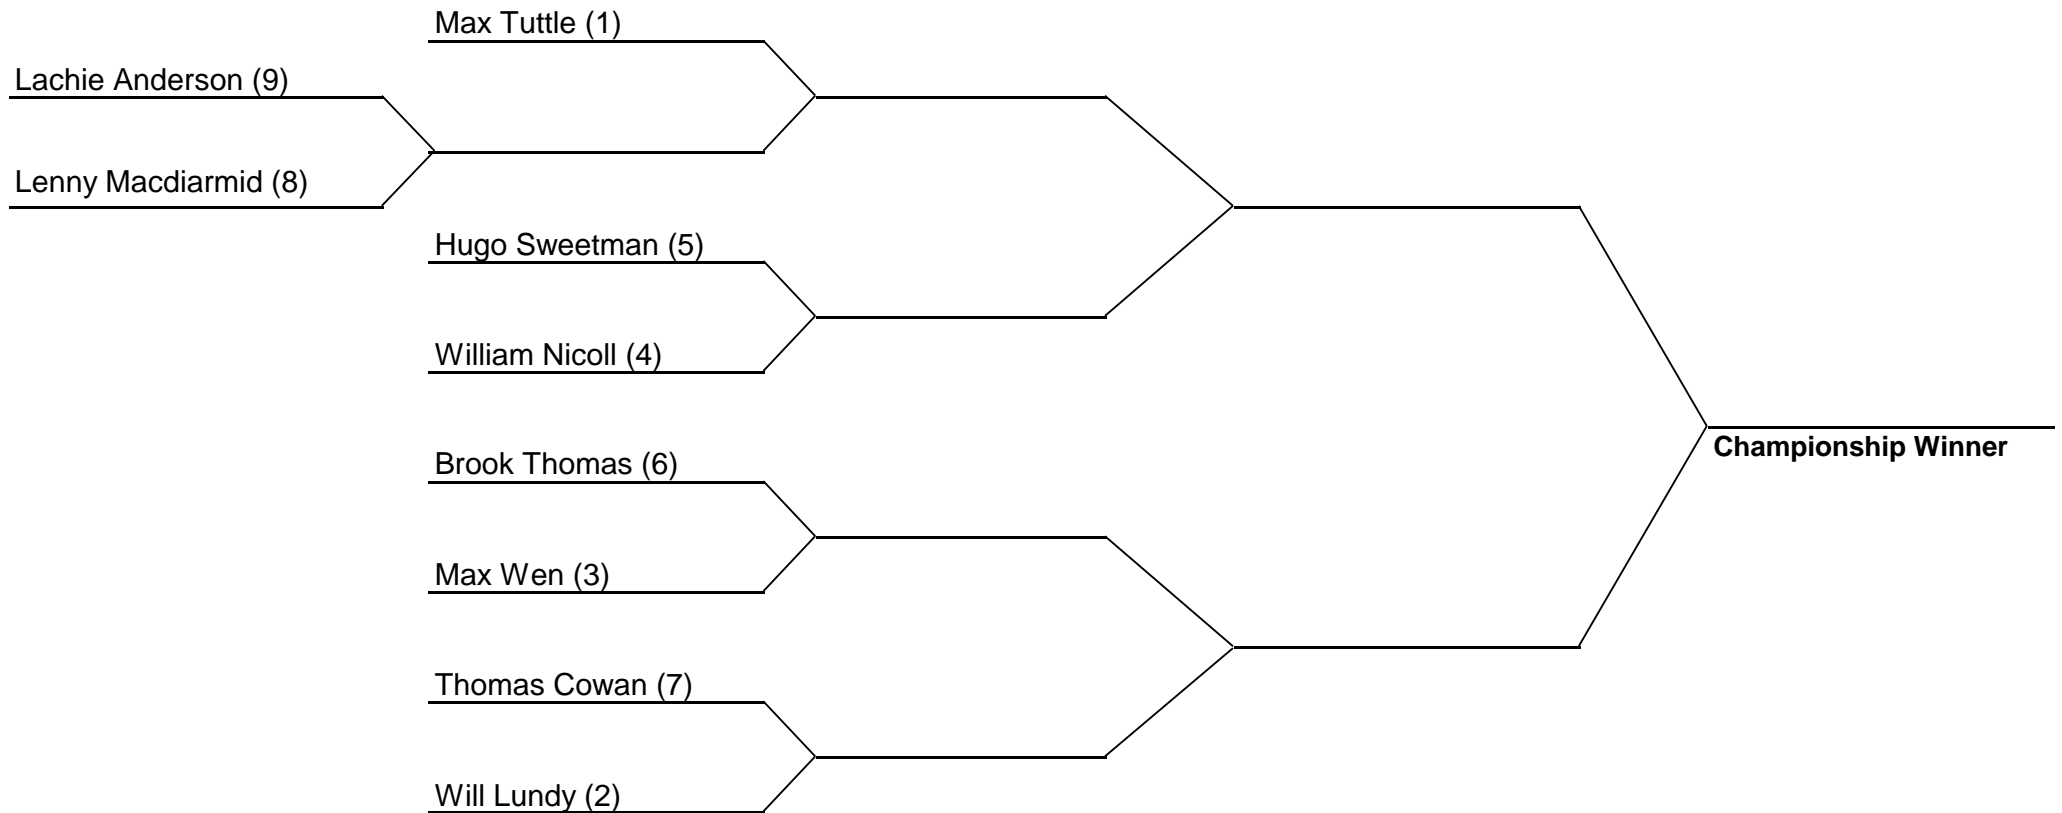 Max Tuttle (1)
Lachie Anderson (9)
Lenny Macdiarmid (8)
Hugo Sweetman (5)
William Nicoll (4)
Brook Thomas (6)
Championship Winner
Max Wen (3)
Thomas Cowan (7)
Will Lundy (2)